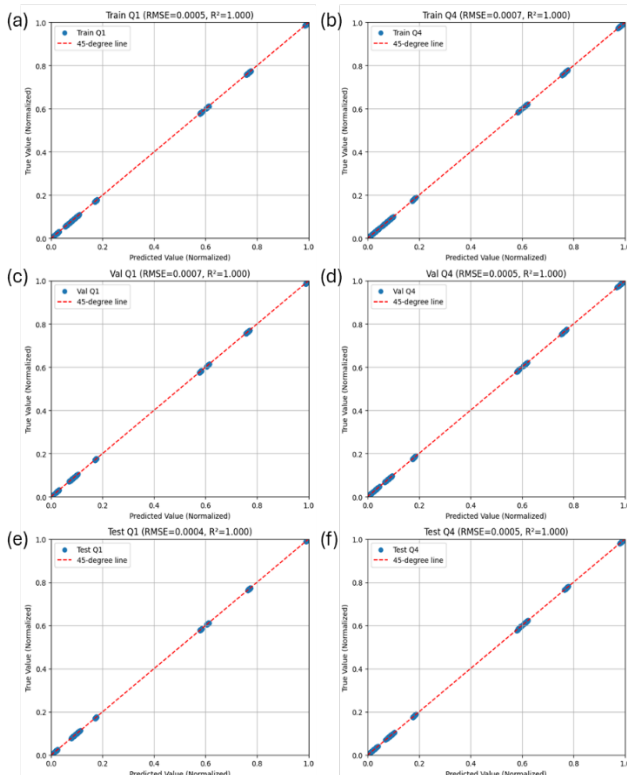 (a)
Train Q1 (RMSE=0.0005, R²=1.000)
Train Q1
45-degree line
True Value (Normalized)
1.0
0.8
0.6
0.4
0.2
0.0
0.0 0.2 0.4 0.6 0.8 1.0
Predicted Value (Normalized)
(b)
Train Q4 (RMSE=0.0007, R²=1.000)
Train Q4
45-degree line
True Value (Normalized)
1.0
0.8
0.6
0.4
0.2
0.0
0.0 0.2 0.4 0.6 0.8 1.0
Predicted Value (Normalized)
(c)
Val Q1 (RMSE=0.0007, R²=1.000)
Val Q1
45-degree line
True Value (Normalized)
1.0
0.8
0.6
0.4
0.2
0.0
0.0 0.2 0.4 0.6 0.8 1.0
Predicted Value (Normalized)
(d)
Val Q4 (RMSE=0.0005, R²=1.000)
Val Q4
45-degree line
True Value (Normalized)
1.0
0.8
0.6
0.4
0.2
0.0
0.0 0.2 0.4 0.6 0.8 1.0
Predicted Value (Normalized)
(e)
Test Q1 (RMSE=0.0004, R²=1.000)
Test Q1
45-degree line
True Value (Normalized)
1.0
0.8
0.6
0.4
0.2
0.0
0.0 0.2 0.4 0.6 0.8 1.0
Predicted Value (Normalized)
(f)
Test Q4 (RMSE=0.0005, R²=1.000)
Test Q4
45-degree line
True Value (Normalized)
1.0
0.8
0.6
0.4
0.2
0.0
0.0 0.2 0.4 0.6 0.8 1.0
Predicted Value (Normalized)